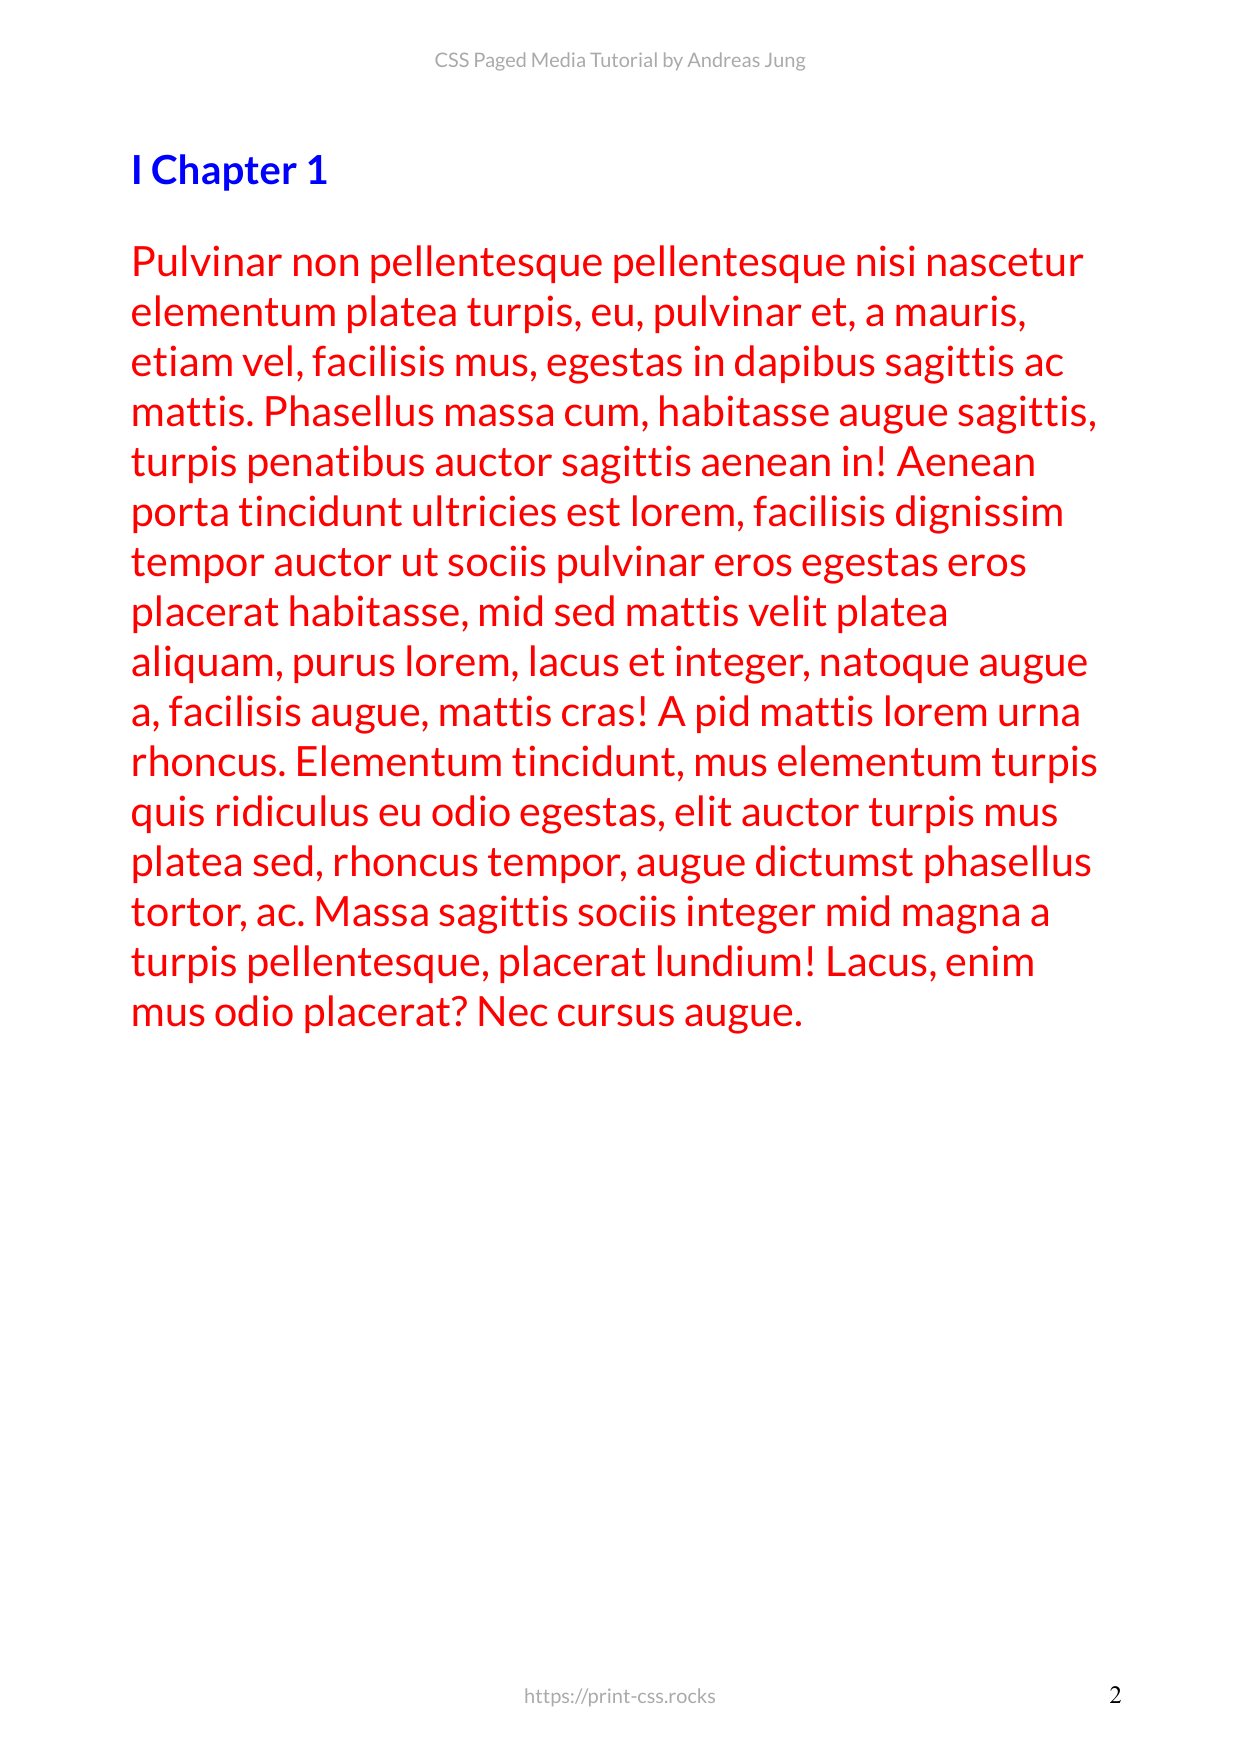 CSS Paged Media Tutorial by Andreas Jung
I Chapter 1
Pulvinar non pellentesque pellentesque nisi nascetur
elementum platea turpis, eu, pulvinar et, a mauris,
etiam vel, facilisis mus, egestas in dapibus sagittis ac
mattis. Phasellus massa cum, habitasse augue sagittis,
turpis penatibus auctor sagittis aenean in! Aenean
porta tincidunt ultricies est lorem, facilisis dignissim
tempor auctor ut sociis pulvinar eros egestas eros
placerat habitasse, mid sed mattis velit platea
aliquam, purus lorem, lacus et integer, natoque augue
a, facilisis augue, mattis cras! A pid mattis lorem urna
rhoncus. Elementum tincidunt, mus elementum turpis
quis ridiculus eu odio egestas, elit auctor turpis mus
platea sed, rhoncus tempor, augue dictumst phasellus
tortor, ac. Massa sagittis sociis integer mid magna a
turpis pellentesque, placerat lundium! Lacus, enim
mus odio placerat? Nec cursus augue.
https://print-css.rocks
2